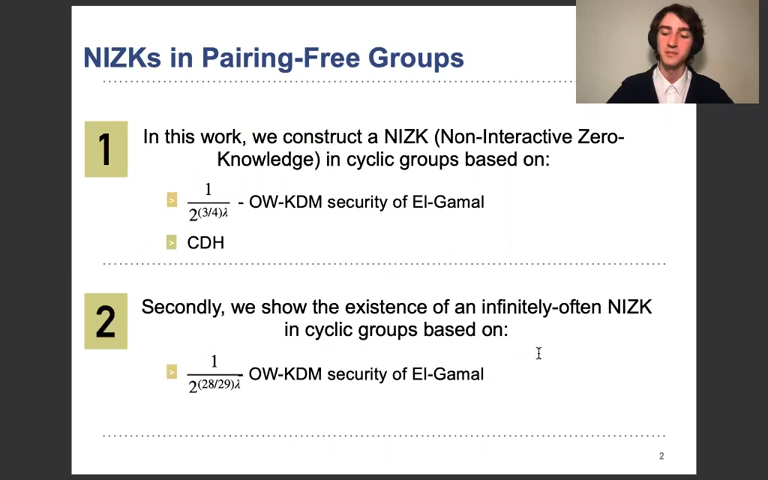 NIZKs in Pairing-Free Groups
1
In this work, we construct a NIZK (Non-Interactive Zero-
Knowledge) in cyclic groups based on:
> 1/2^{(3/4)λ} - OW-KDM security of El-Gamal
> CDH
2
Secondly, we show the existence of an infinitely-often NIZK
in cyclic groups based on:
> 1/2^{(28/29)λ} - OW-KDM security of El-Gamal
2